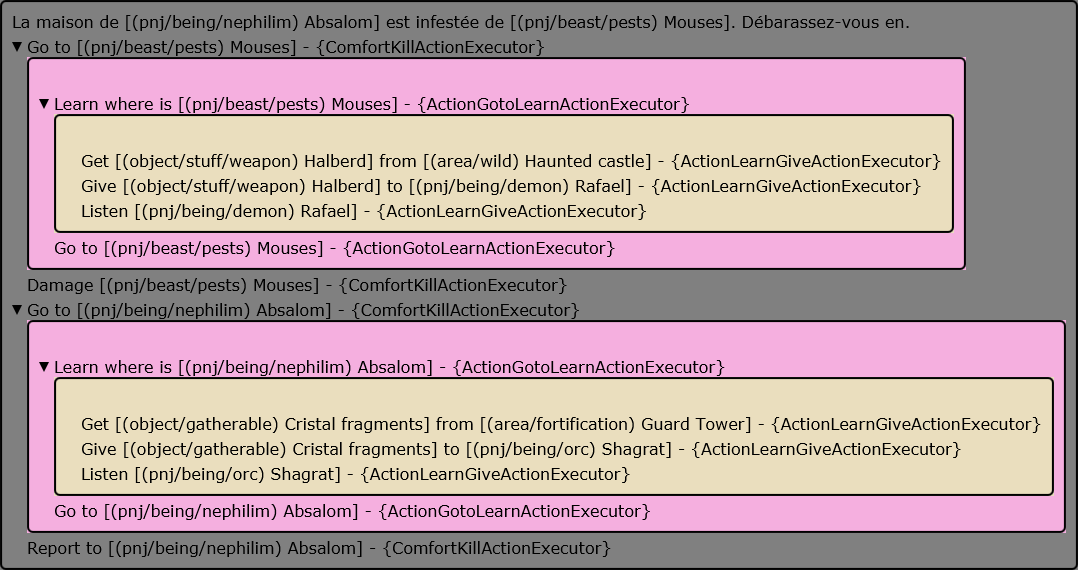 La maison de [(pnj/being/nephilim) Absalom] est infestée de [(pnj/beast/pests) Mouses]. Débarassez-vous en.
▼ Go to [(pnj/beast/pests) Mouses] - {ComfortKillActionExecutor}
▼ Learn where is [(pnj/beast/pests) Mouses] - {ActionGotoLearnActionExecutor}
Get [(object/stuff/weapon) Halberd] from [(area/wild) Haunted castle] - {ActionLearnGiveActionExecutor}
Give [(object/stuff/weapon) Halberd] to [(pnj/being/demon) Rafael] - {ActionLearnGiveActionExecutor}
Listen [(pnj/being/demon) Rafael] - {ActionLearnGiveActionExecutor}
Go to [(pnj/beast/pests) Mouses] - {ActionGotoLearnActionExecutor}
Damage [(pnj/beast/pests) Mouses] - {ComfortKillActionExecutor}
▼ Go to [(pnj/being/nephilim) Absalom] - {ComfortKillActionExecutor}
▼ Learn where is [(pnj/being/nephilim) Absalom] - {ActionGotoLearnActionExecutor}
Get [(object/gatherable) Cristal fragments] from [(area/fortification) Guard Tower] - {ActionLearnGiveActionExecutor}
Give [(object/gatherable) Cristal fragments] to [(pnj/being/orc) Shagrat] - {ActionLearnGiveActionExecutor}
Listen [(pnj/being/orc) Shagrat] - {ActionLearnGiveActionExecutor}
Go to [(pnj/being/nephilim) Absalom] - {ActionGotoLearnActionExecutor}
Report to [(pnj/being/nephilim) Absalom] - {ComfortKillActionExecutor}